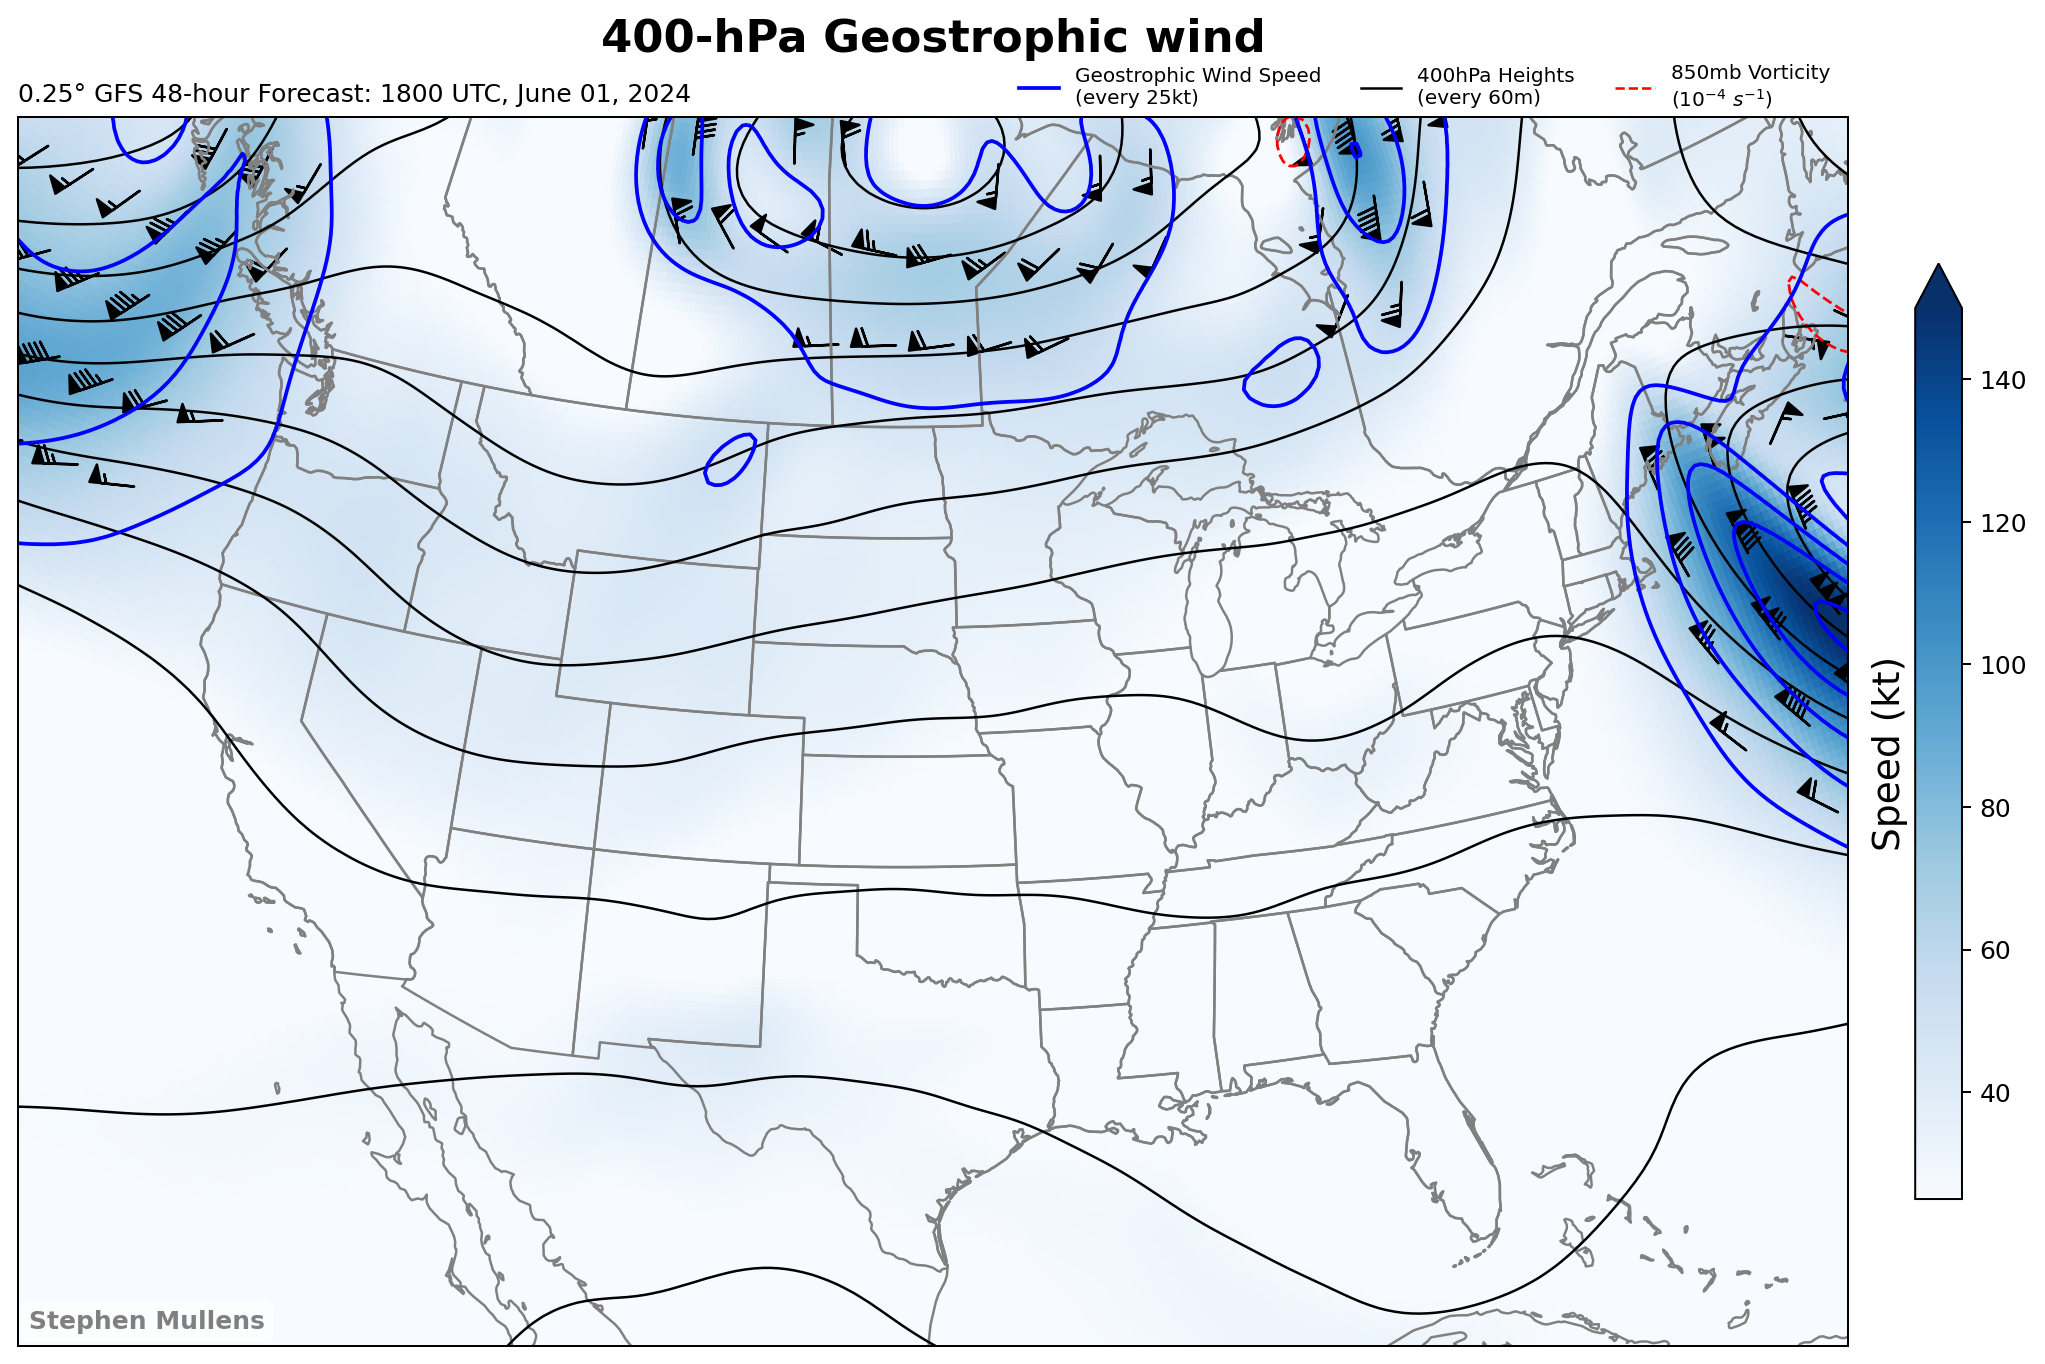 400-hPa Geostrophic wind
0.25° GFS 48-hour Forecast: 1800 UTC, June 01, 2024
Geostrophic Wind Speed
(every 25kt)
400hPa Heights
(every 60m)
850mb Vorticity
(10⁻⁴ s⁻¹)
140
120
100
80
60
40
Speed (kt)
Stephen Mullens